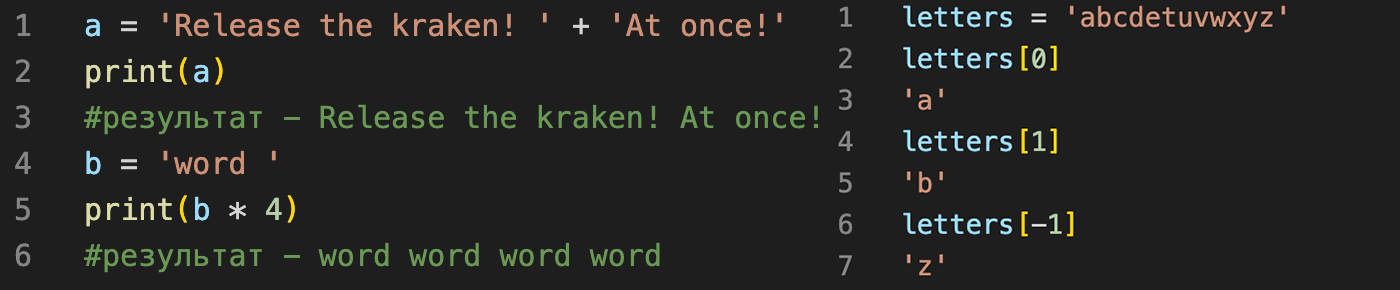 1 a = 'Release the kraken! ' + 'At once!'
2 print(a)
3 #результат – Release the kraken! At once!
4 b = 'word '
5 print(b * 4)
6 #результат – word word word word
1 letters = 'abcdetuvwxyz'
2 letters[0]
3 'a'
4 letters[1]
5 'b'
6 letters[-1]
7 'z'